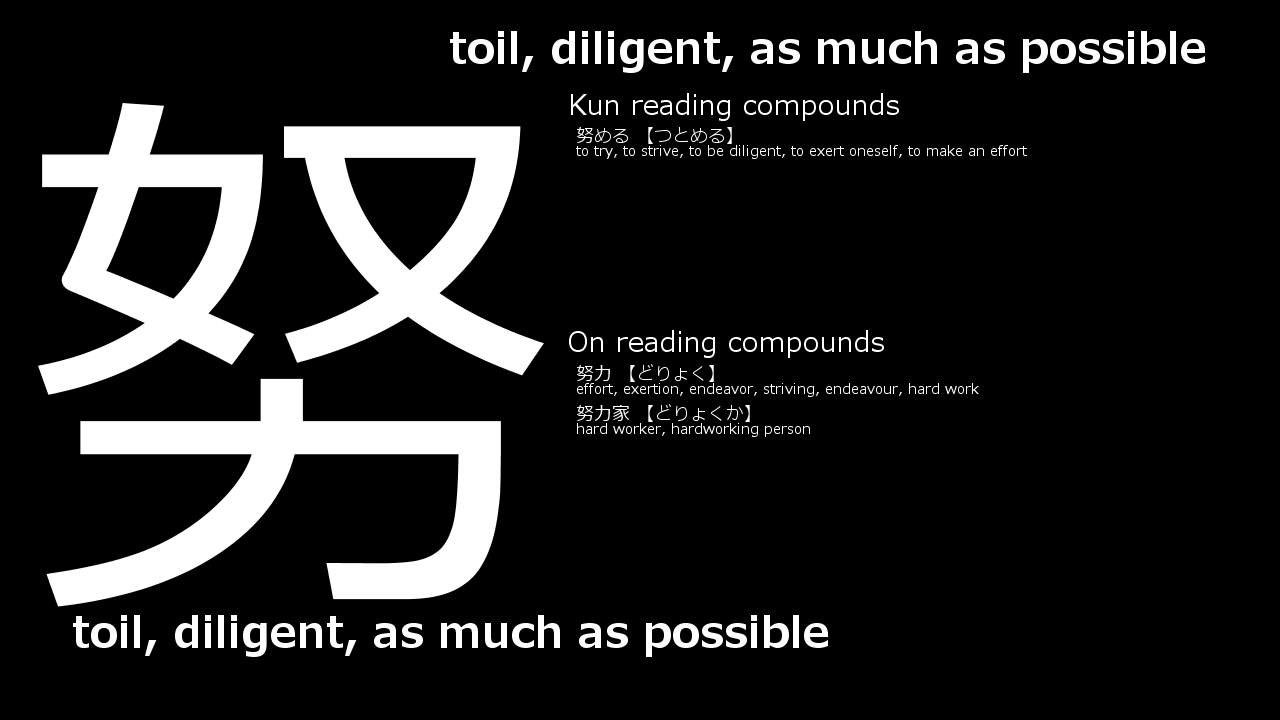 toil, diligent, as much as possible
努
Kun reading compounds
努める 【つとめる】
to try, to strive, to be diligent, to exert oneself, to make an effort
On reading compounds
努力 【どりょく】
effort, exertion, endeavor, striving, endeavour, hard work
努力家 【どりょくか】
hard worker, hardworking person
toil, diligent, as much as possible